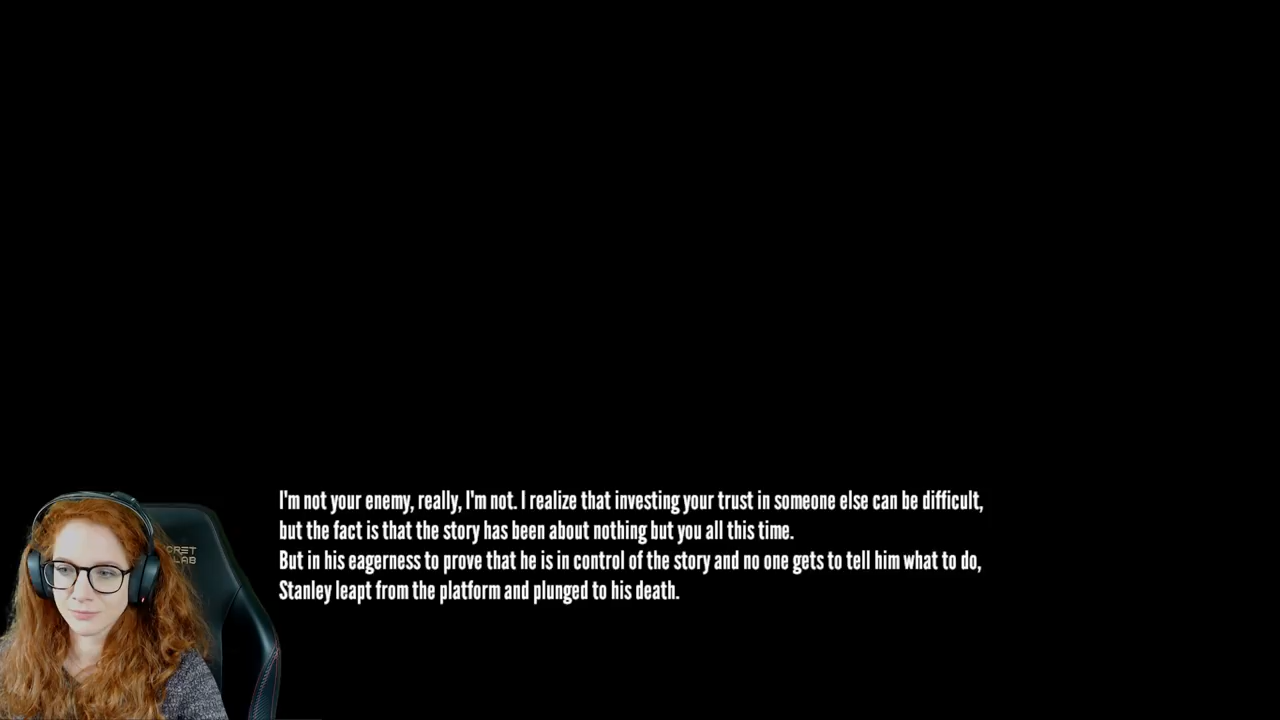 I'm not your enemy, really, I'm not. I realize that investing your trust in someone else can be difficult,
but the fact is that the story has been about nothing but you all this time.
But in his eagerness to prove that he is in control of the story and no one gets to tell him what to do,
Stanley leapt from the platform and plunged to his death.
CRET
LAB